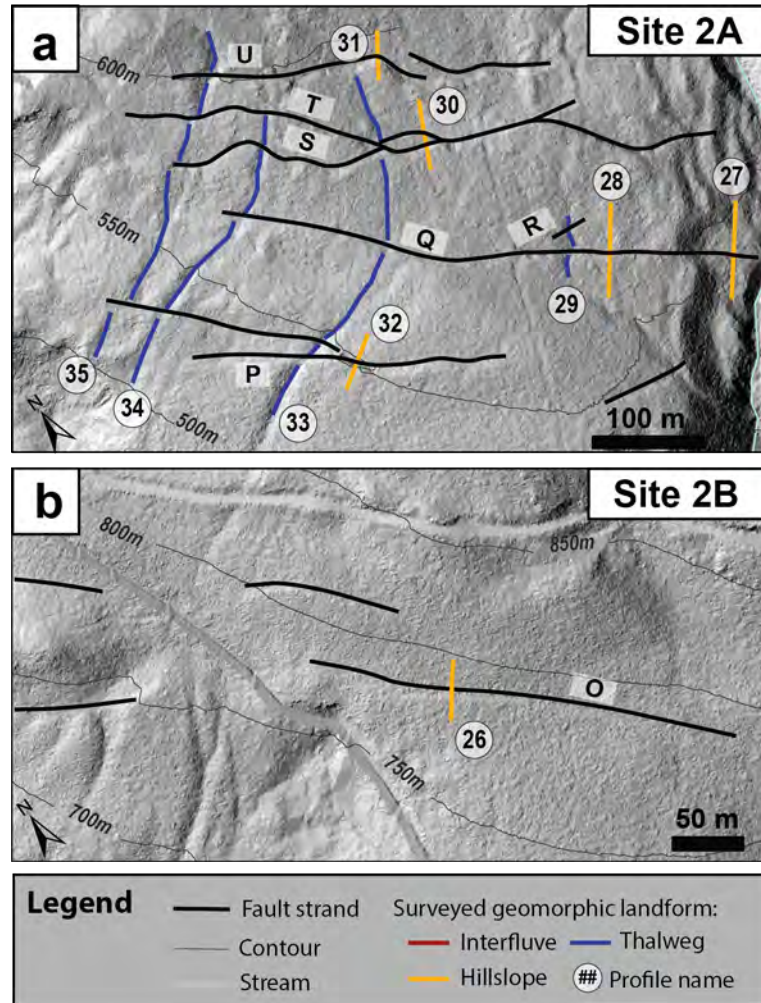 a
Site 2A
31
U
600m
30
T
S
28
27
550m
R
Q
29
32
P
35
34
33
500m
N
100 m
b
Site 2B
800m
850m
O
26
750m
700m
N
50 m
Legend
Fault strand
Surveyed geomorphic landform:
Contour
Interfluve
Thalweg
Stream
Hillslope
## Profile name